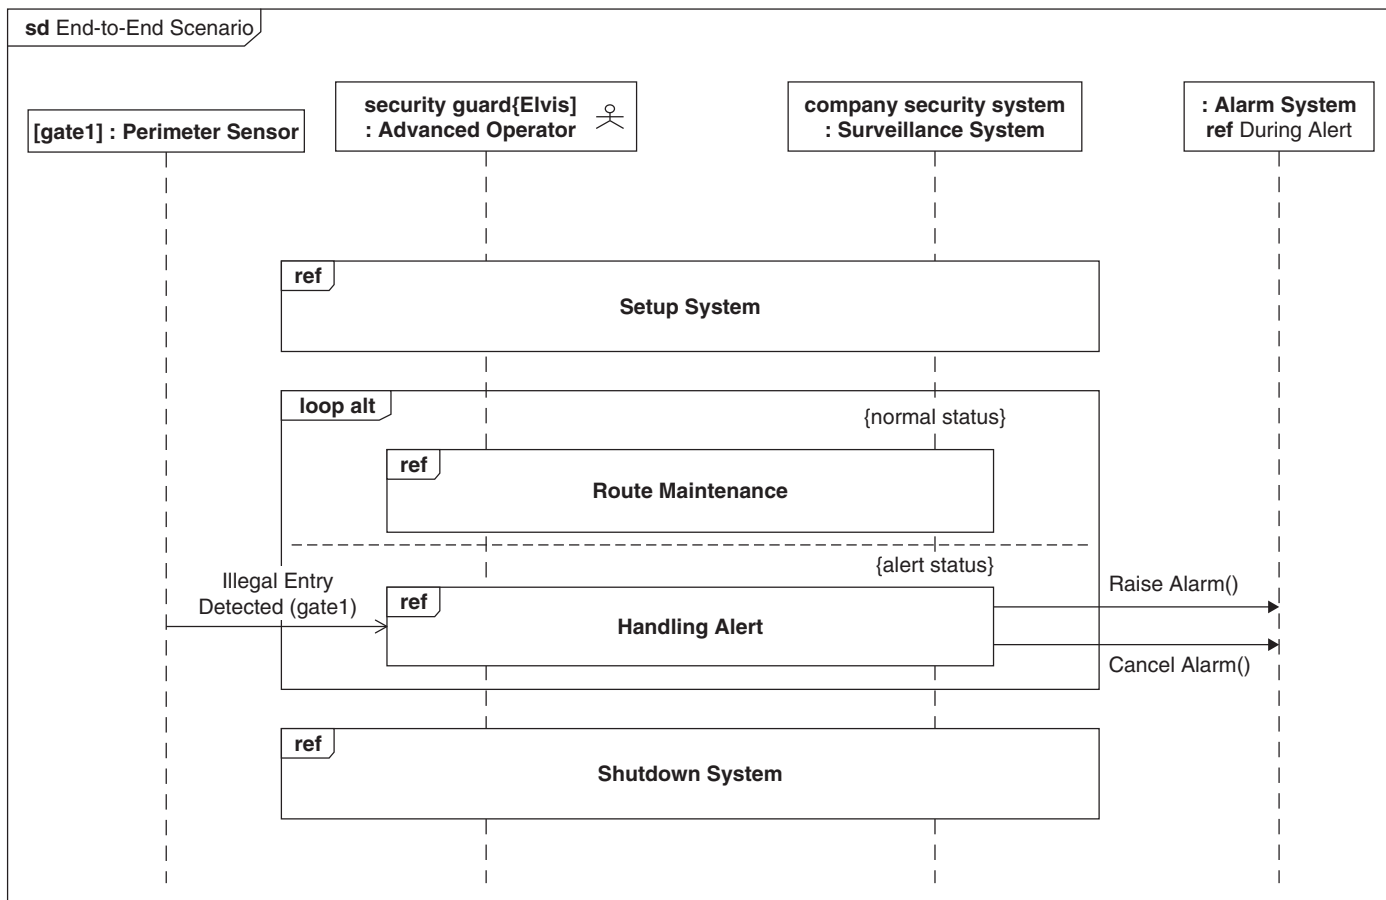 sd End-to-End Scenario
[gate1] : Perimeter Sensor
security guard{Elvis]
: Advanced Operator
company security system
: Surveillance System
: Alarm System
ref During Alert
ref
Setup System
loop alt
{normal status}
ref
Route Maintenance
{alert status}
Illegal Entry
Detected (gate1)
ref
Handling Alert
Raise Alarm()
Cancel Alarm()
ref
Shutdown System